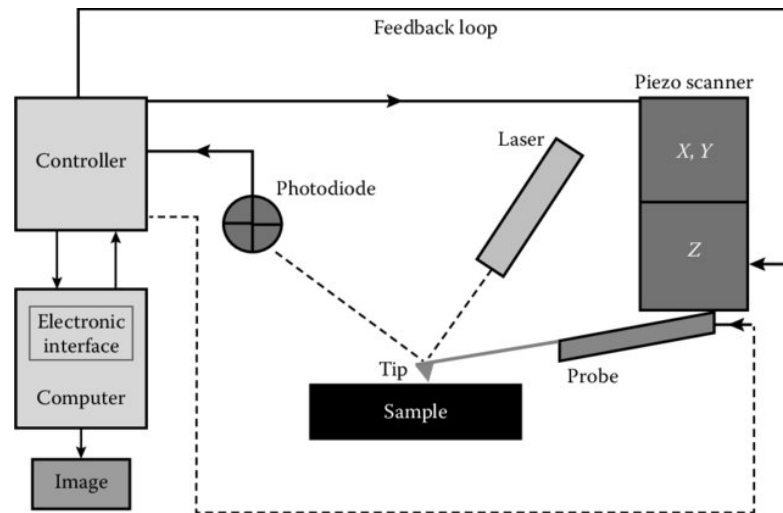 Feedback loop
Piezo scanner
Controller
Laser
X, Y
Photodiode
Z
Electronic
interface
Computer
Tip
Probe
Sample
Image